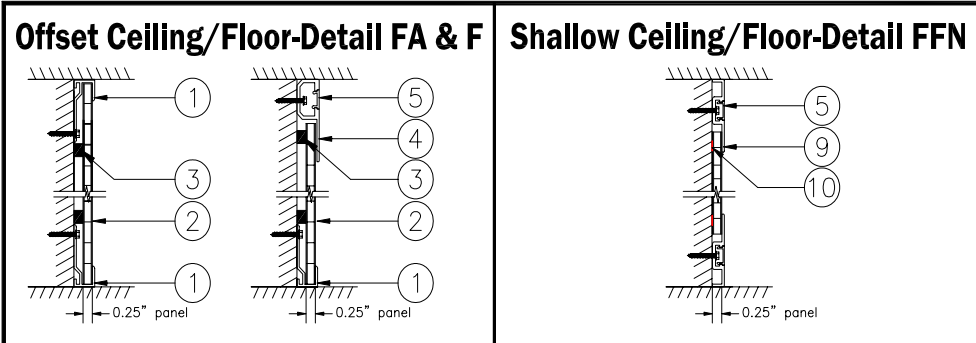 Offset Ceiling/Floor-Detail FA & F
1
3
2
1
0.25" panel
5
4
3
2
1
0.25" panel
Shallow Ceiling/Floor-Detail FFN
5
9
10
0.25" panel